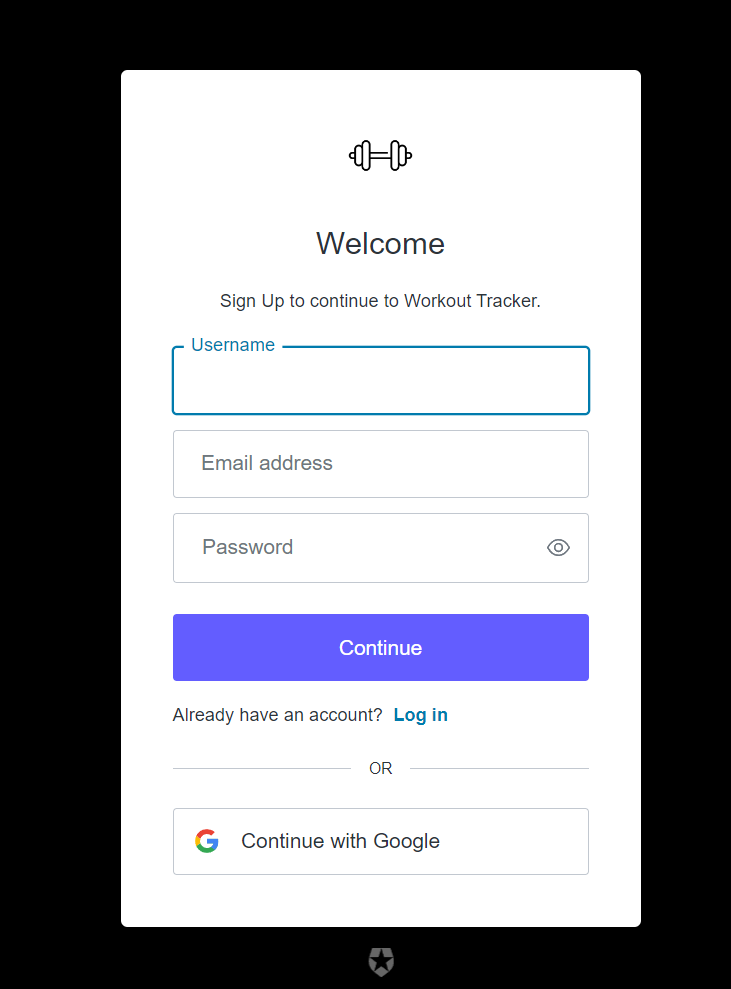 Welcome
Sign Up to continue to Workout Tracker.
Username
Email address
Password
Continue
Already have an account? Log in
OR
Continue with Google